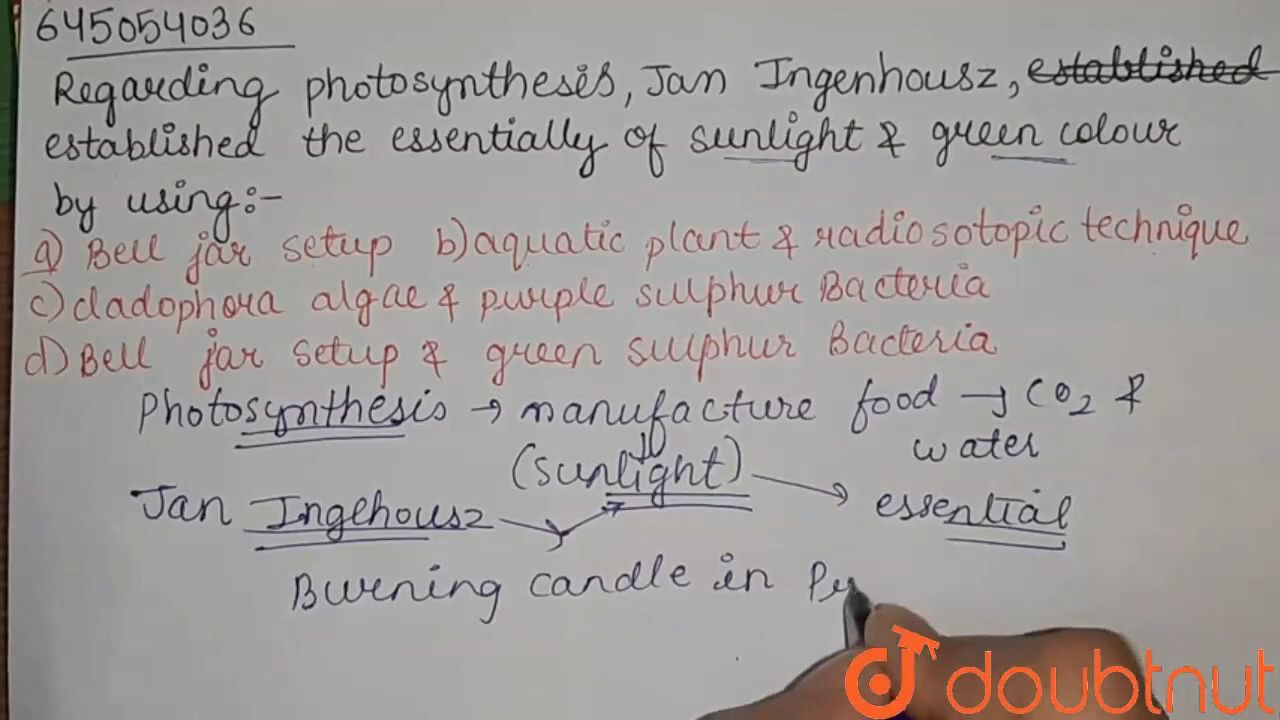 645054036
Regarding photosynthesis, Jan Ingenhousz, established
established the essentially of sunlight & green colour
by using:-
a) Bell jar setup b) aquatic plant & radiosotopic technique
c) cladophora algae & purple sulphur Bacteria
d) Bell jar setup & green sulphur Bacteria
Photosynthesis → manufacture food → CO2 &
water
(sunlight)
essential
Jan Ingehousz
Burning candle in
doubtnut